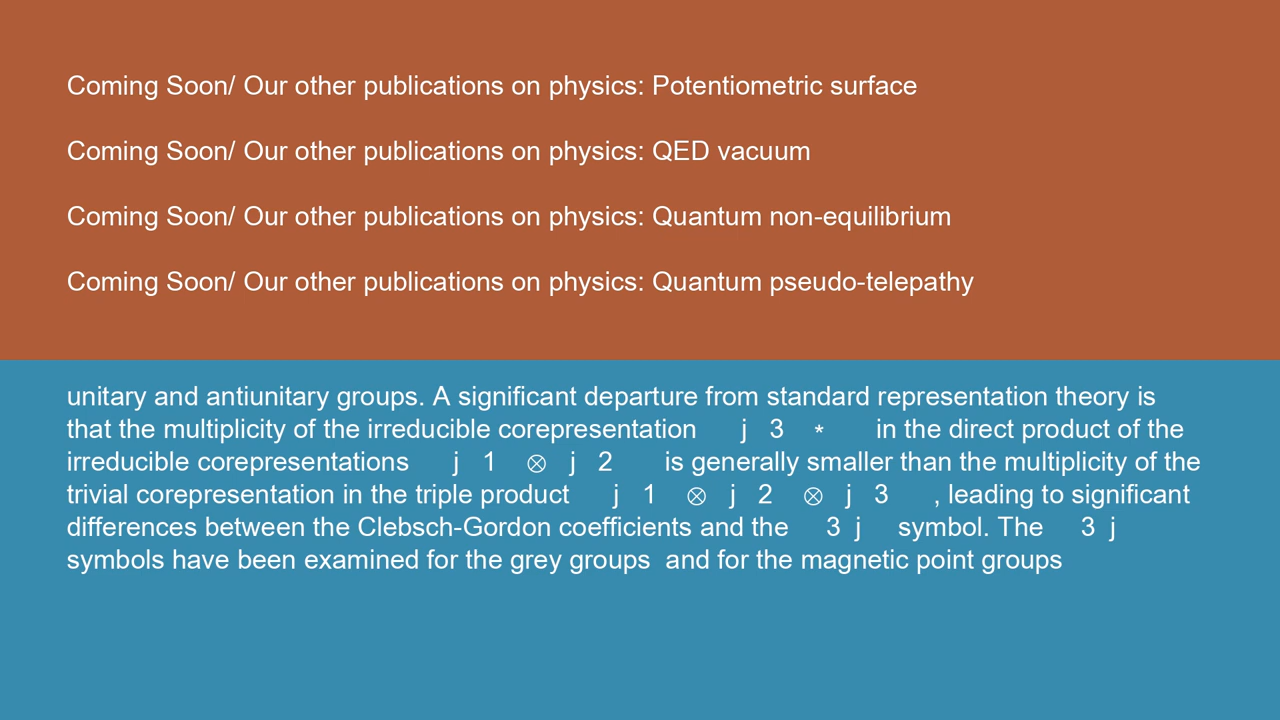 Coming Soon/ Our other publications on physics: Potentiometric surface
Coming Soon/ Our other publications on physics: QED vacuum
Coming Soon/ Our other publications on physics: Quantum non-equilibrium
Coming Soon/ Our other publications on physics: Quantum pseudo-telepathy
unitary and antiunitary groups. A significant departure from standard representation theory is
that the multiplicity of the irreducible corepresentation j 3 * in the direct product of the
irreducible corepresentations j 1 ⊗ j 2 is generally smaller than the multiplicity of the
trivial corepresentation in the triple product j 1 ⊗ j 2 ⊗ j 3 , leading to significant
differences between the Clebsch-Gordon coefficients and the 3 j symbol. The 3 j
symbols have been examined for the grey groups and for the magnetic point groups